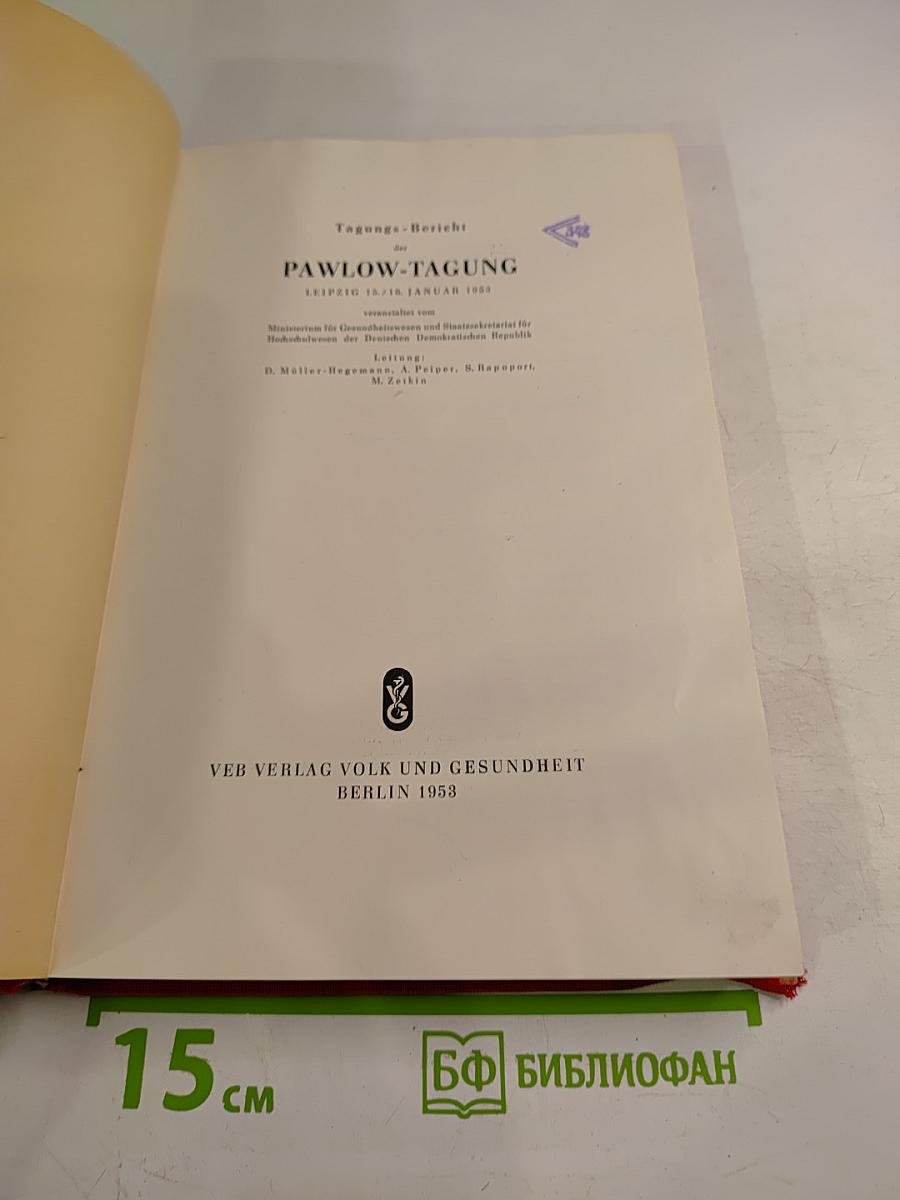 Tagungs-Bericht
der
PAWLOW-TAGUNG
LEIPZIG 15./16. JANUAR 1953
veranstaltet vom
Ministerium für Gesundheitswesen und Staatssekretariat für
Hochschulwesen der Deutschen Demokratischen Republik
Leitung:
D. Müller-Hegemann, A. Peiper, S. Rapoport,
M. Zetkin
VG
VEB VERLAG VOLK UND GESUNDHEIT
BERLIN 1953
15 см
БФ БИБЛИОФАН